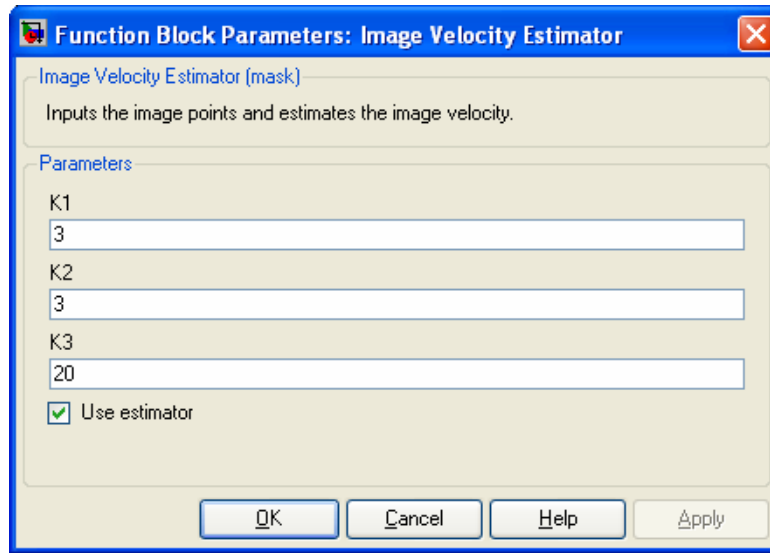 Function Block Parameters: Image Velocity Estimator
Image Velocity Estimator (mask)
Inputs the image points and estimates the image velocity.
Parameters
K1
3
K2
3
K3
20
Use estimator
OK Cancel Help Apply